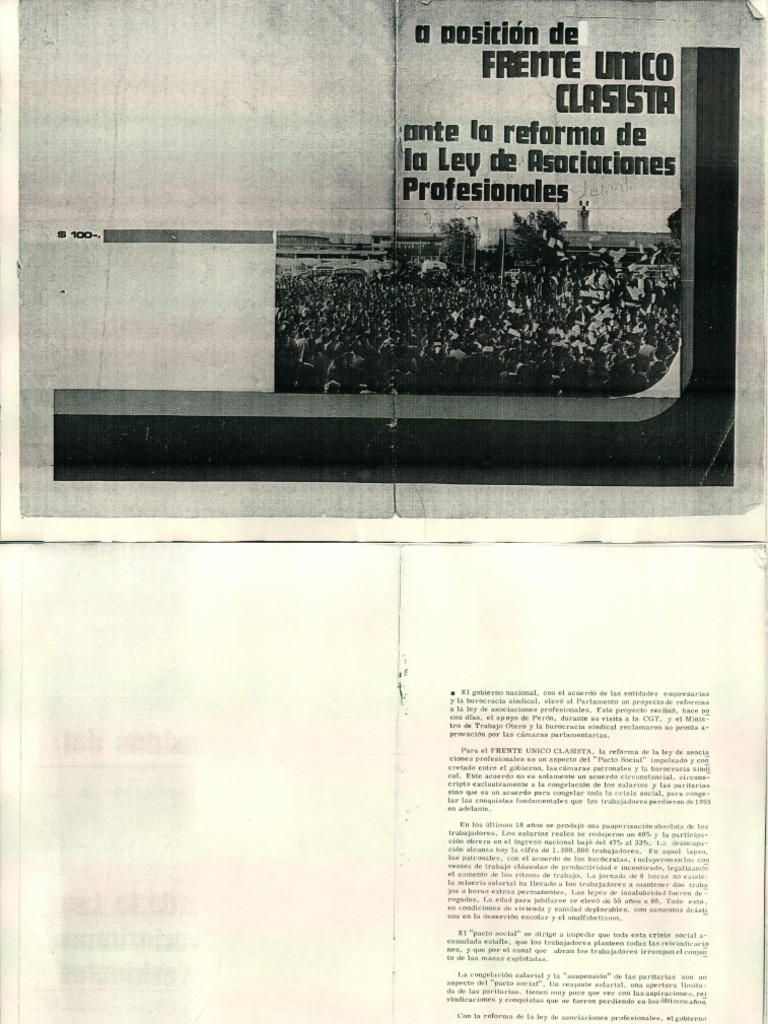 a posición de
FRENTE UNICO
CLASISTA
ante la reforma de
la Ley de Asociaciones
Profesionales
$ 100-.
■ El gobierno nacional, con el acuerdo de las entidades empresarias
y la burocracia sindical, elevó al Parlamento un proyecto de reformas
a la ley de asociaciones profesionales. Este proyecto recibió, hace po
cos días, el apoyo de Perón, durante su visita a la CGT, y el Minis-
tro de Trabajo Otero y la burocracia sindical reclamaron su pronta a-
provación por las cámaras parlamentarias.
Para el FRENTE UNICO CLASISTA, la reforma de la ley de asocia
ciones profesionales es un aspecto del "Pacto Social" impulsado y con
cretado entre el gobierno, las cámaras patronales y la burocracia sindi
cal. Este acuerdo no es solamente un acuerdo circunstancial, circuns-
cripto exclusivamente a la congelación de los salarios y las paritarias
sino que es un acuerdo para congelar toda la crisis social, para conge-
lar las conquistas fundamentales que los trabajadores perdieron de 1955
en adelante.
En los últimos 18 años se produjo una pauperización absoluta de los
trabajadores. Los salarios reales se redujeron un 40% y la participa-
ción obrera en el ingreso nacional bajó del 47% al 33%. La desocupa-
ción alcanza hoy la cifra de 1.300.000 trabajadores. En aquel lapso,
las patronales, con el acuerdo de los burócratas, incluyeron en los con
venios de trabajo cláusulas de productividad e incentivado, legalizando
el aumento de los ritmos de trabajo. La jornada de 8 horas no existe:
la miseria salarial ha llevado a los trabajadores a mantener dos traba
jos u horas extras permanentes. Las leyes de insalubridad fueron de-
rogadas. La edad para jubilarse se elevó de 55 años a 60. Todo esto,
en condiciones de vivienda y sanidad deplorables, con aumentos drásti
cos en la deserción escolar y el analfabetismo.
El "pacto social" se dirige a impedir que toda esta crisis social a-
cumulada estalle, que los trabajadores planteen todas las reivindicacio
nes, y que por el canal que abran los trabajadores irrumpan el conjun
to de las masas explotadas.
La congelación salarial y la "suspensión" de las paritarias son un
aspecto del "pacto social". Un reajuste salarial, una apertura limita-
da de las paritarias, tienen muy poco que ver con las aspiraciones, rei
vindicaciones y conquistas que se fueron perdiendo en los últimos años.
Con la reforma de la ley de asociaciones profesionales, el gobierno